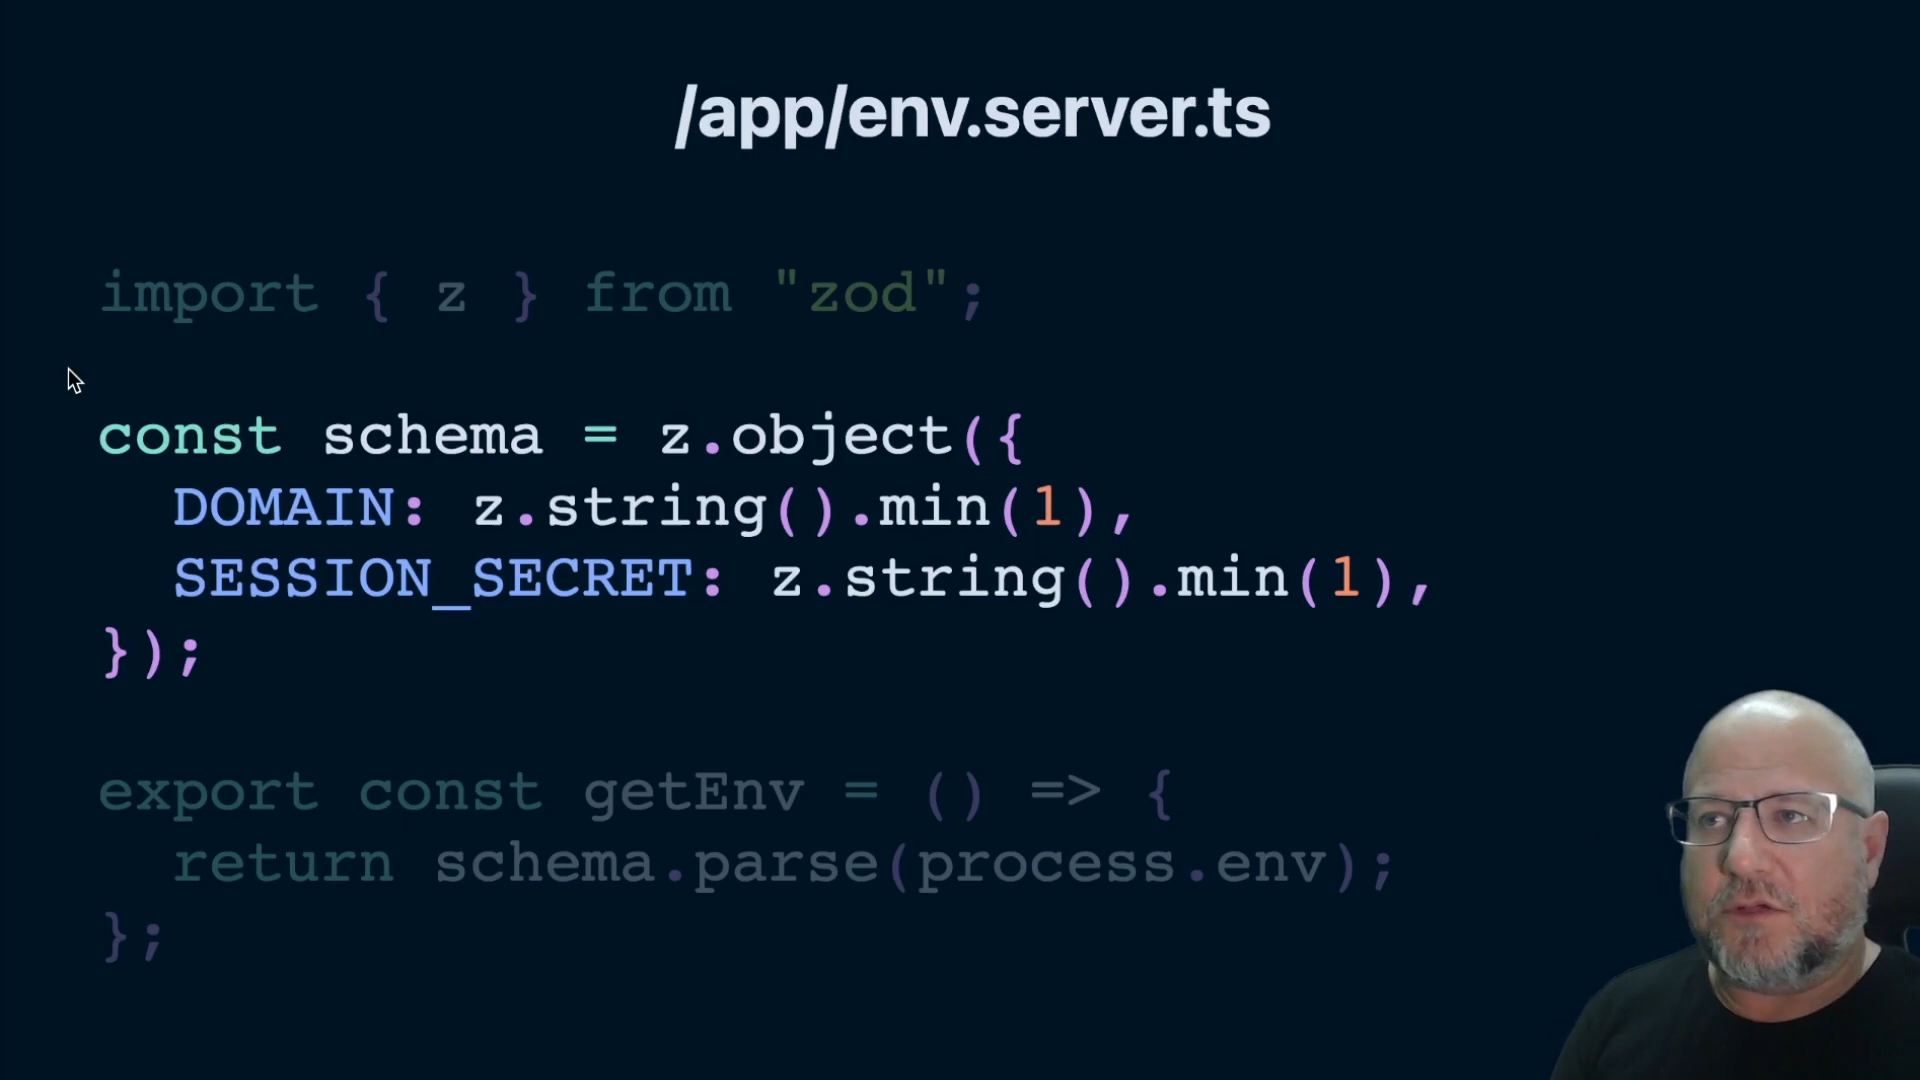 /app/env.server.ts
import { z } from "zod";
const schema = z.object({
  DOMAIN: z.string().min(1),
  SESSION_SECRET: z.string().min(1),
});
export const getEnv = () => {
  return schema.parse(process.env);
};